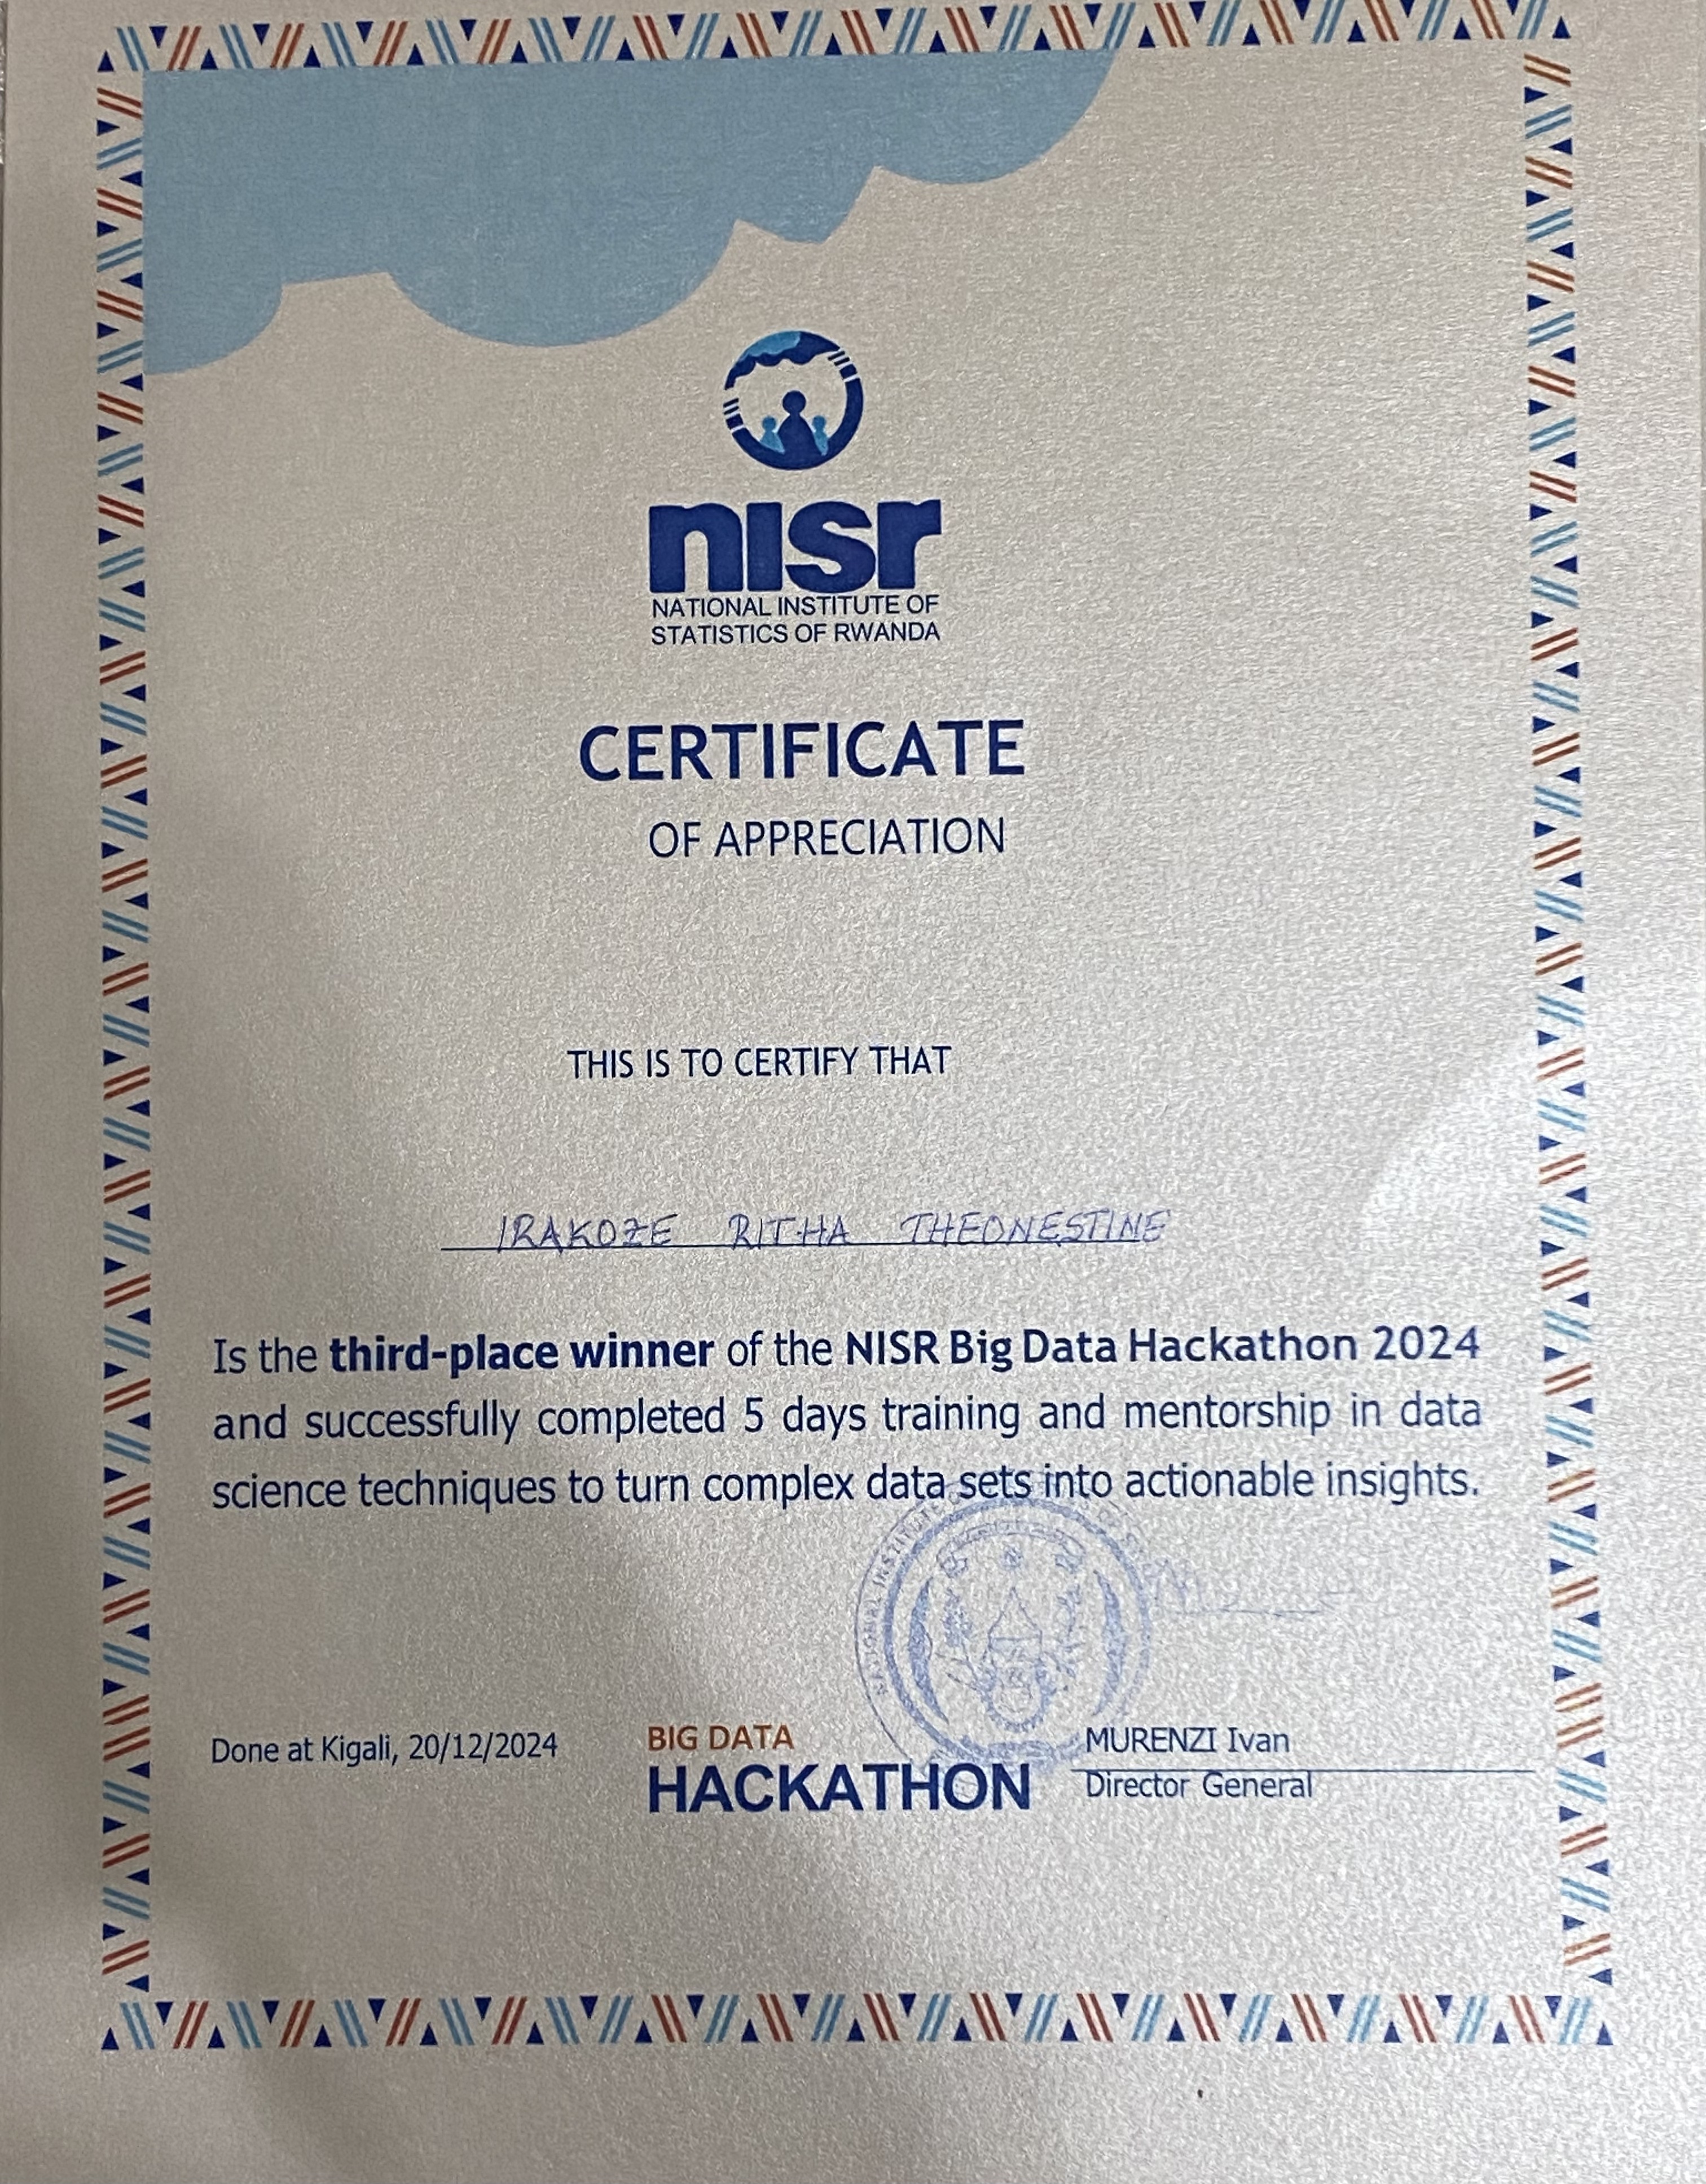 nisr
NATIONAL INSTITUTE OF
STATISTICS OF RWANDA
CERTIFICATE
OF APPRECIATION
THIS IS TO CERTIFY THAT
IRAKOZE RITHA THEONESTINE
Is the third-place winner of the NISR Big Data Hackathon 2024
and successfully completed 5 days training and mentorship in data
science techniques to turn complex data sets into actionable insights.
NATIONAL INSTITUTE
Done at Kigali, 20/12/2024
BIG DATA
HACKATHON
MURENZI Ivan
Director General